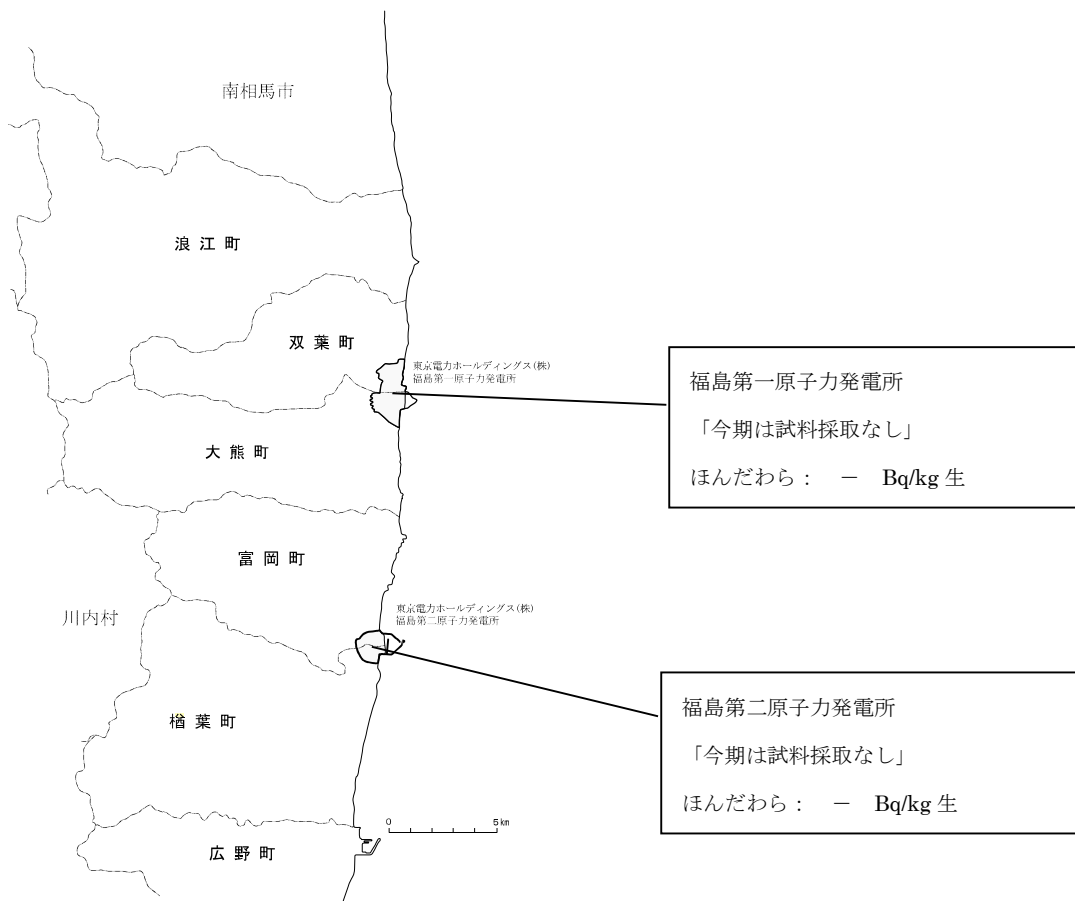 南相馬市
浪江町
双葉町
東京電力ホールディングス(株)
福島第一原子力発電所
福島第一原子力発電所
「今期は試料採取なし」
ほんだわら： － Bq/kg 生
大熊町
富岡町
川内村
東京電力ホールディングス(株)
福島第二原子力発電所
福島第二原子力発電所
「今期は試料採取なし」
ほんだわら： － Bq/kg 生
楢葉町
0 5km
広野町